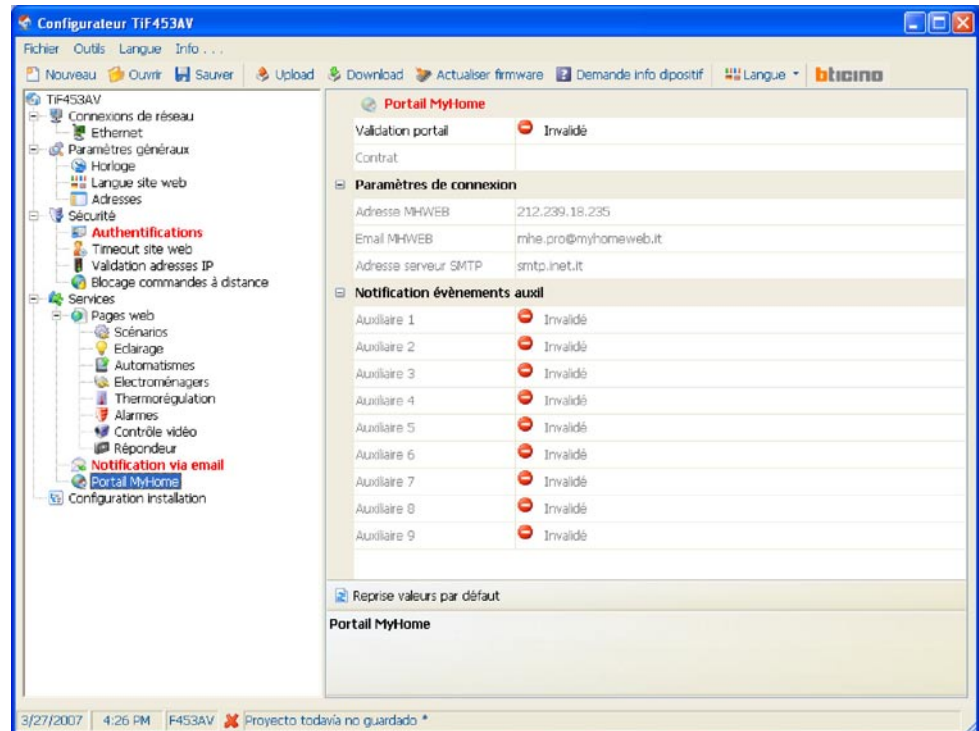 Configurateur TiF453AV
Fichier Outils Langue Info . . .
Nouveau Ouvrir Sauver Upload Download Actualiser firmware Demande info dipositif Langue bticino
TiF453AV
Connexions de réseau
Ethernet
Paramètres généraux
Horloge
Langue site web
Adresses
Sécurité
Authentifications
Timeout site web
Validation adresses IP
Blocage commandes à distance
Services
Pages web
Scénarios
Eclairage
Automatismes
Electroménagers
Thermorégulation
Alarmes
Contrôle vidéo
Répondeur
Notification via email
Portail MyHome
Configuration installation
Portail MyHome
Validation portail Invalidé
Contrat
Paramètres de connexion
Adresse MHWEB 212.239.18.235
Email MHWEB mhe.pro@myhomeweb.it
Adresse serveur SMTP smtp.inet.it
Notification évènements auxil
Auxiliaire 1 Invalidé
Auxiliaire 2 Invalidé
Auxiliaire 3 Invalidé
Auxiliaire 4 Invalidé
Auxiliaire 5 Invalidé
Auxiliaire 6 Invalidé
Auxiliaire 7 Invalidé
Auxiliaire 8 Invalidé
Auxiliaire 9 Invalidé
Reprise valeurs par défaut
Portail MyHome
3/27/2007 4:26 PM F453AV Proyecto todavía no guardado *